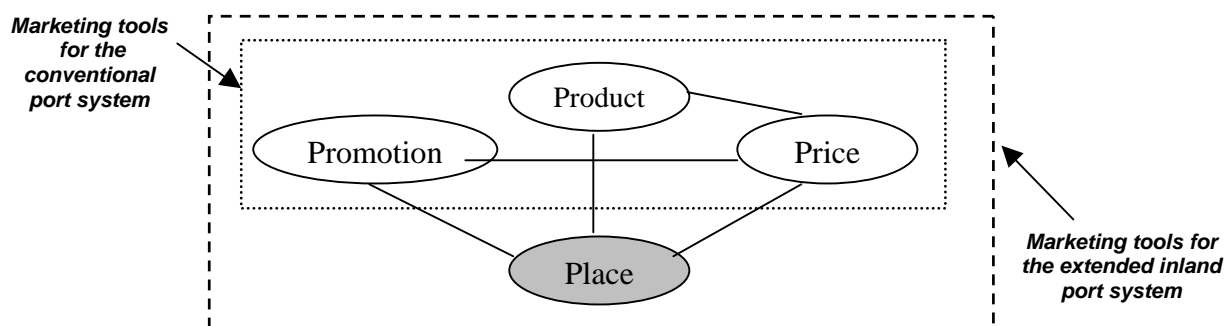 Marketing tools
for the
conventional
port system
Product
Promotion
Price
Place
Marketing tools for
the extended inland
port system